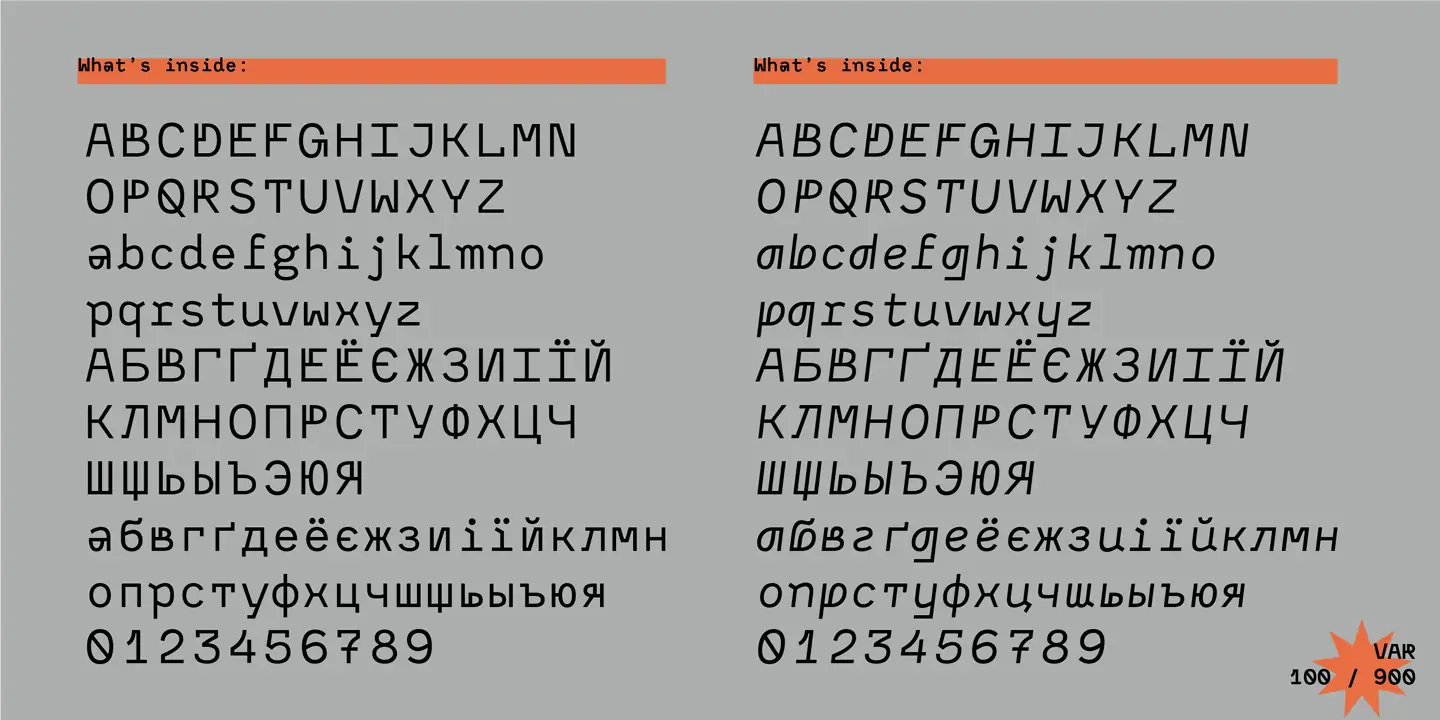 What's inside:
ABCDEFGHIJKLMN
OPQRSTUVWXYZ
abcdefghijklmno
pqrstuvwxyz
АБВГҐДЕЁЄЖЗИІЇЙ
КЛМНОПРСТУФХЦЧ
ШЩЬЫЪЭЮЯ
абвгґдеёєжзиіїйклмн
опрстуфхцчшщьыъюя
0123456789
What's inside:
ABCDEFGHIJKLMN
OPQRSTUVWXYZ
abcdefghijklmno
pqrstuvwxyz
АБВГҐДЕЁЄЖЗИІЇЙ
КЛМНОПРСТУФХЦЧ
ШЩЬЫЪЭЮЯ
абвгґдеёєжзиіїйклмн
опрстуфхцчшьыъюя
0123456789
VAR
100 / 900